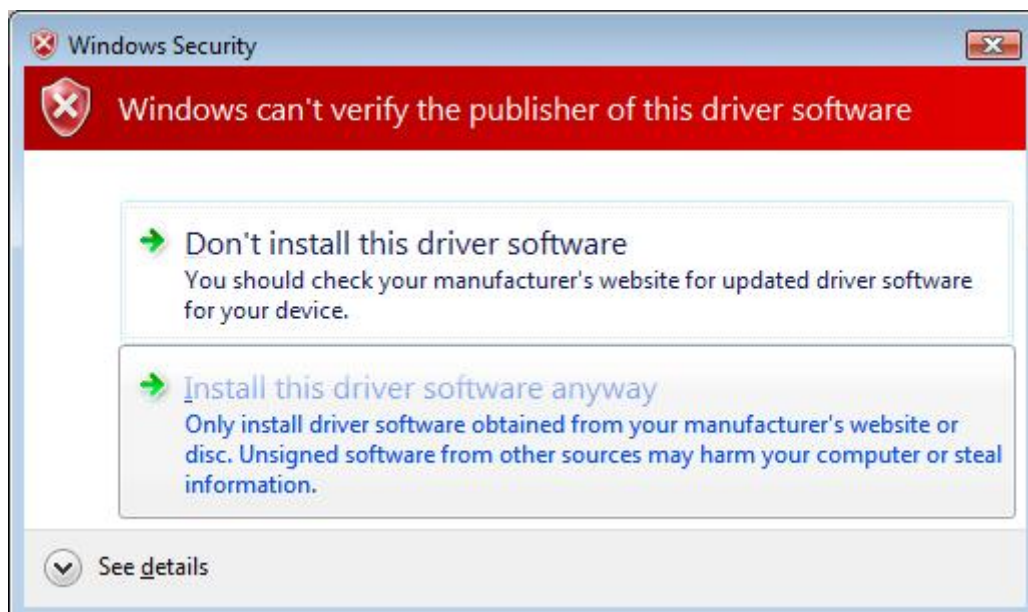 Windows Security
Windows can't verify the publisher of this driver software
Don't install this driver software
You should check your manufacturer's website for updated driver software
for your device.
Install this driver software anyway
Only install driver software obtained from your manufacturer's website or
disc. Unsigned software from other sources may harm your computer or steal
information.
See details